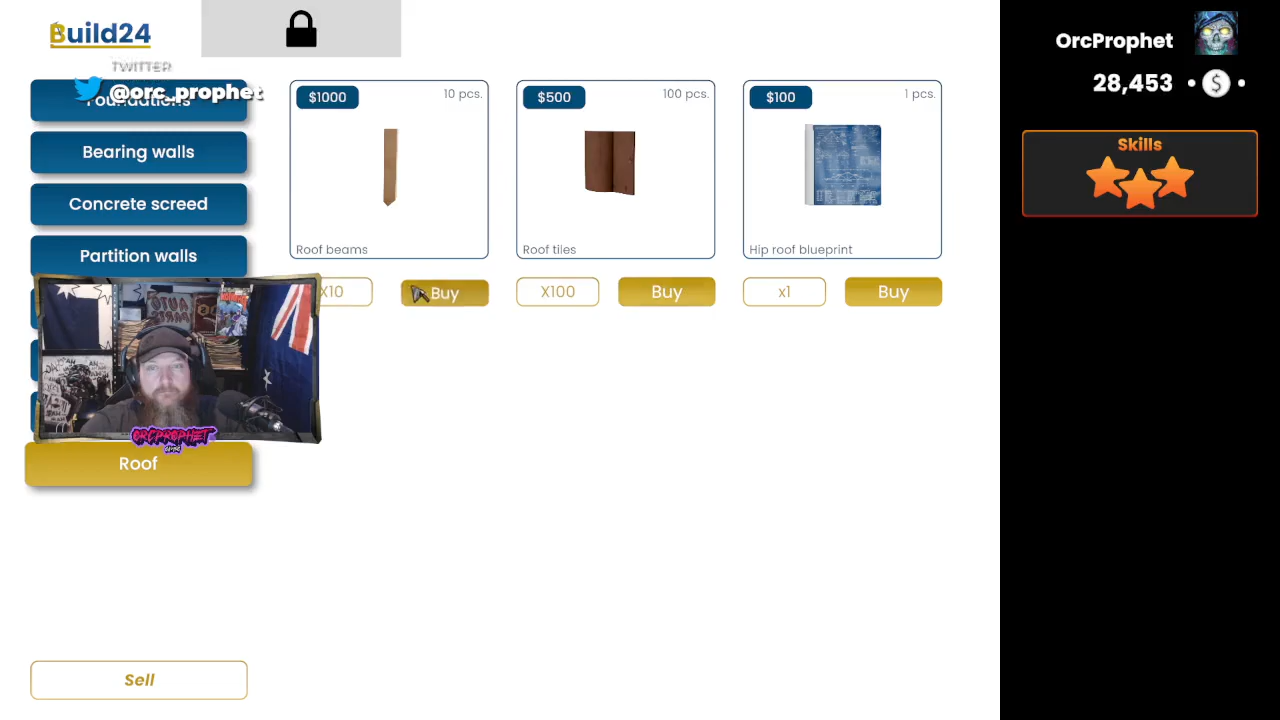 Build24
TWITTER
@orc_prophet
Foundations
Bearing walls
Concrete screed
Partition walls
Roof
Sell
$1000
10 pcs.
Roof beams
X10
Buy
$500
100 pcs.
Roof tiles
X100
Buy
$100
1 pcs.
Hip roof blueprint
x1
Buy
ORCPROPHET
OrcProphet
28,453
$
Skills